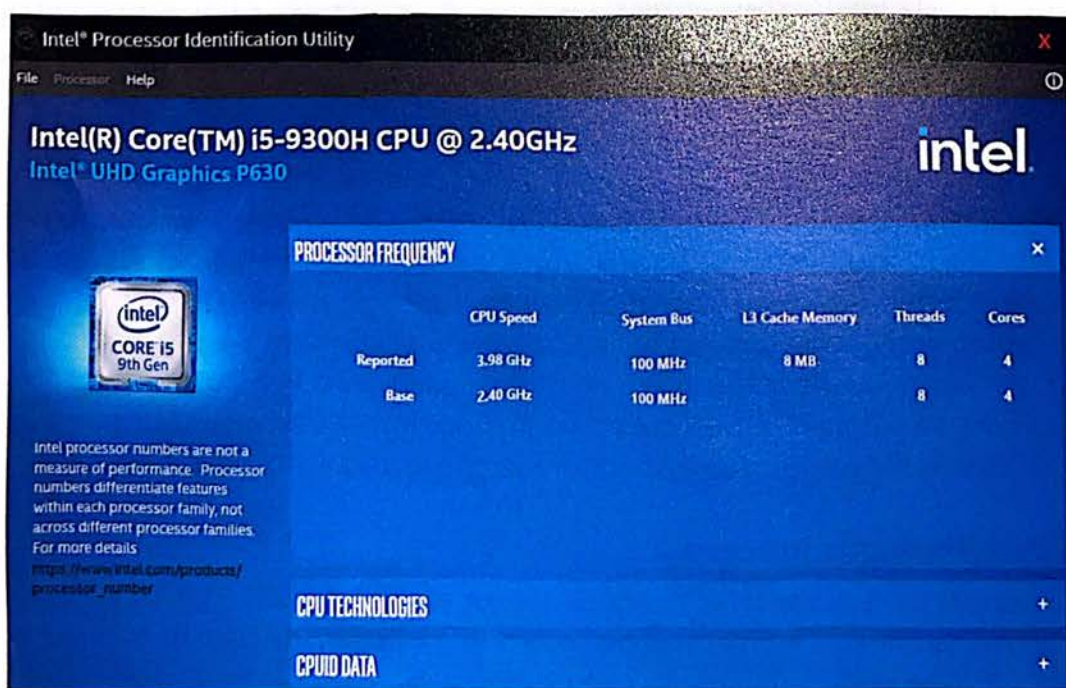 Intel® Processor Identification Utility
X
File Processor Help
Intel(R) Core(TM) i5-9300H CPU @ 2.40GHz
Intel® UHD Graphics P630
intel.
PROCESSOR FREQUENCY
×
CPU Speed System Bus L3 Cache Memory Threads Cores
Reported 3.98 GHz 100 MHz 8 MB 8 4
Base 2.40 GHz 100 MHz 8 4
intel
CORE i5
9th Gen
Intel processor numbers are not a
measure of performance. Processor
numbers differentiate features
within each processor family, not
across different processor families.
For more details
https://www.intel.com/products/
processor_number
CPU TECHNOLOGIES
+
CPUID DATA
+